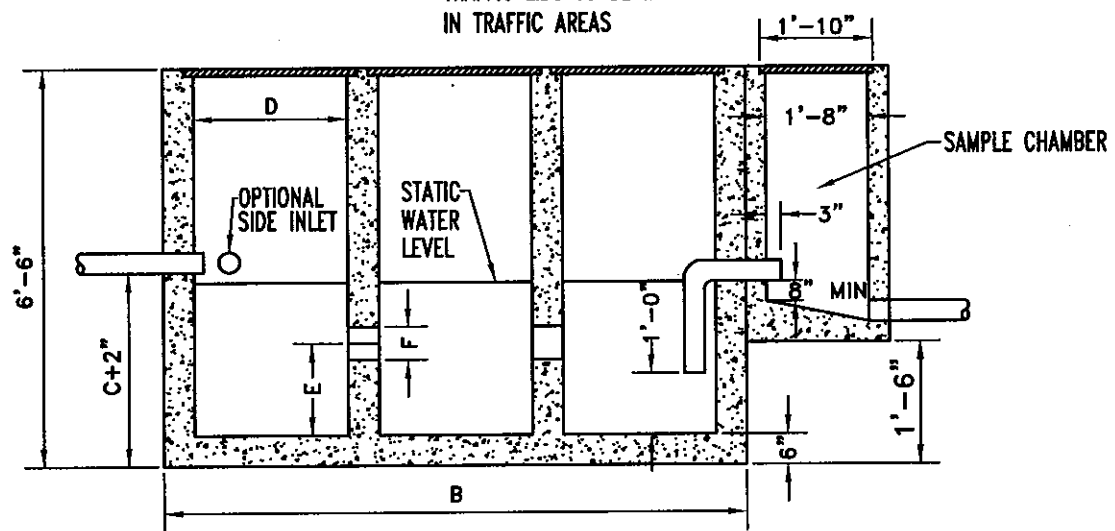 IN TRAFFIC AREAS
1'-10"
D
1'-8"
SAMPLE CHAMBER
OPTIONAL
SIDE INLET
STATIC
WATER
LEVEL
3"
6'-6"
8"
MIN
1'-0"
F
E
C+2"
1'-6"
6"
B